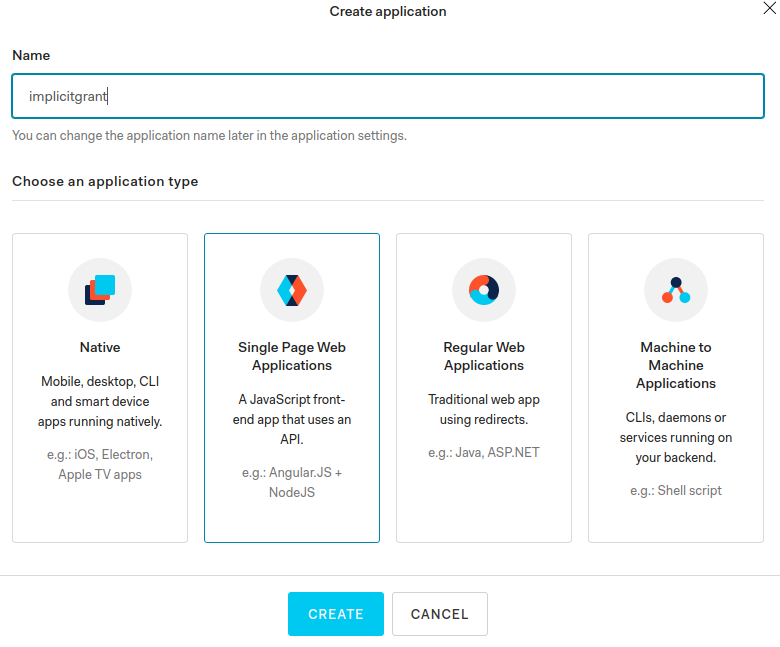 Create application
Name
implicitgrant
You can change the application name later in the application settings.
Choose an application type
Native
Mobile, desktop, CLI
and smart device
apps running natively.
e.g.: iOS, Electron,
Apple TV apps
Single Page Web
Applications
A JavaScript front-
end app that uses an
API.
e.g.: Angular.JS +
NodeJS
Regular Web
Applications
Traditional web app
using redirects.
e.g.: Java, ASP.NET
Machine to
Machine
Applications
CLIs, daemons or
services running on
your backend.
e.g.: Shell script
CREATE
CANCEL